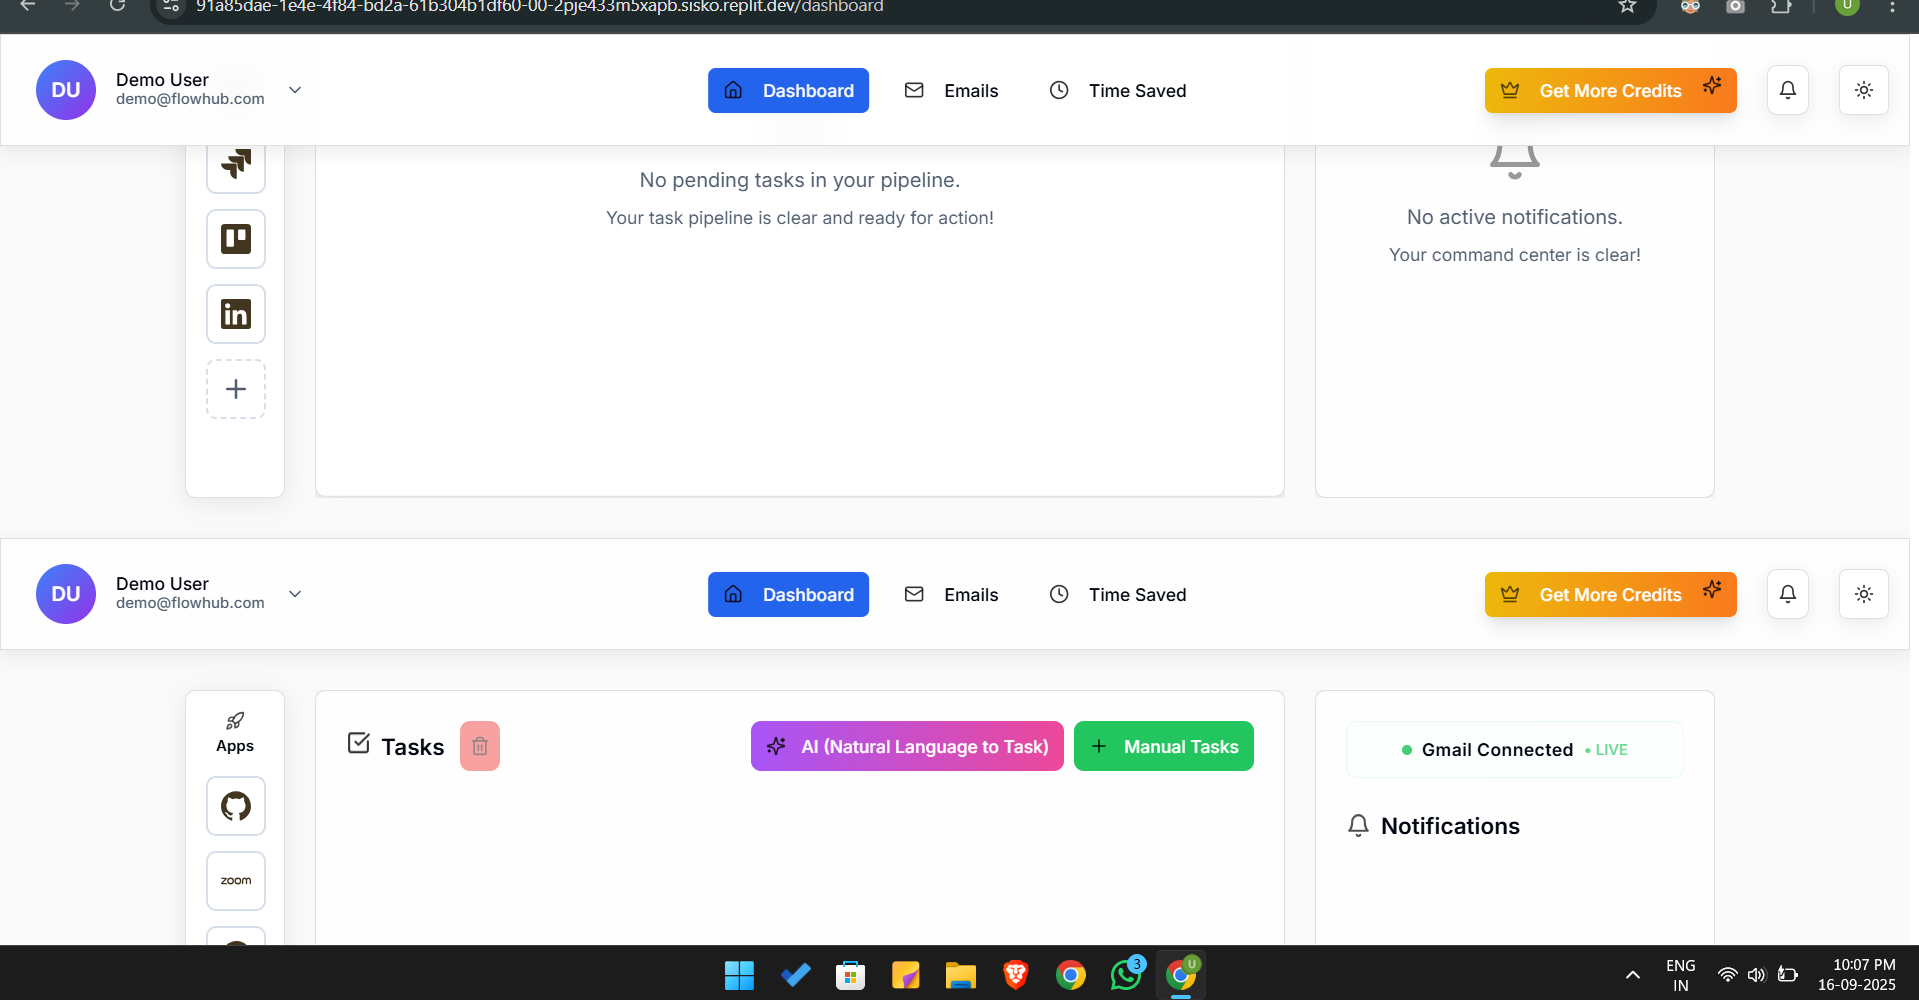 91a85dae-1e4e-4f84-bd2a-61b304b1df60-00-2pje433m5xapb.sisko.replit.dev/dashboard
U
DU
Demo User
demo@flowhub.com
Dashboard
Emails
Time Saved
Get More Credits
No pending tasks in your pipeline.
Your task pipeline is clear and ready for action!
No active notifications.
Your command center is clear!
in
DU
Demo User
demo@flowhub.com
Dashboard
Emails
Time Saved
Get More Credits
Apps
zoom
Tasks
AI (Natural Language to Task)
Manual Tasks
Gmail Connected • LIVE
Notifications
3
U
ENG
IN
10:07 PM
16-09-2025